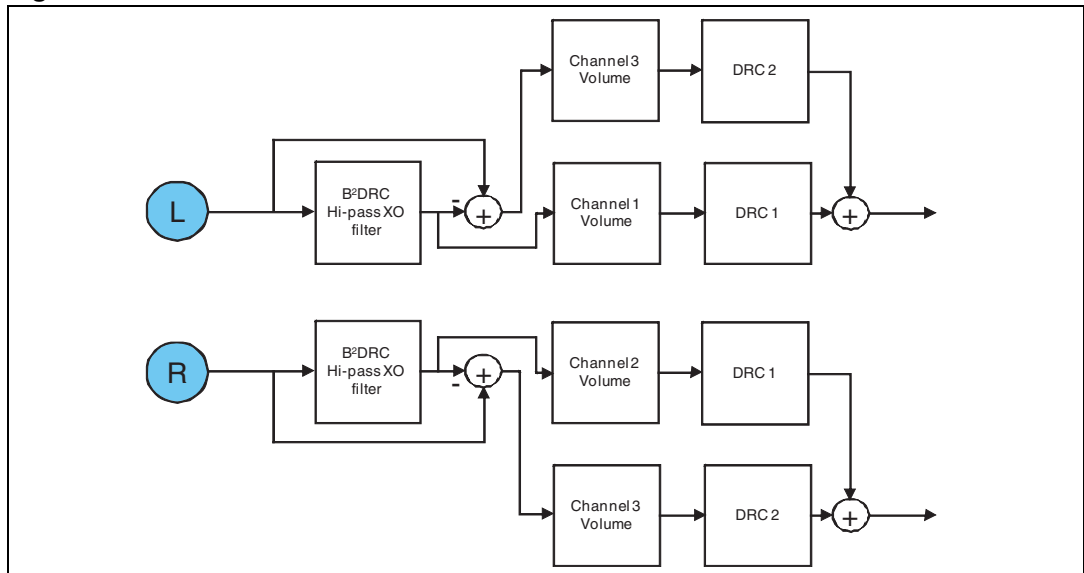 Channel 3
Volume
DRC 2
L
B²DRC
Hi-pass XO
filter
-
+
Channel 1
Volume
DRC 1
+
R
B²DRC
Hi-pass XO
filter
-
+
Channel 2
Volume
DRC 1
Channel 3
Volume
DRC 2
+